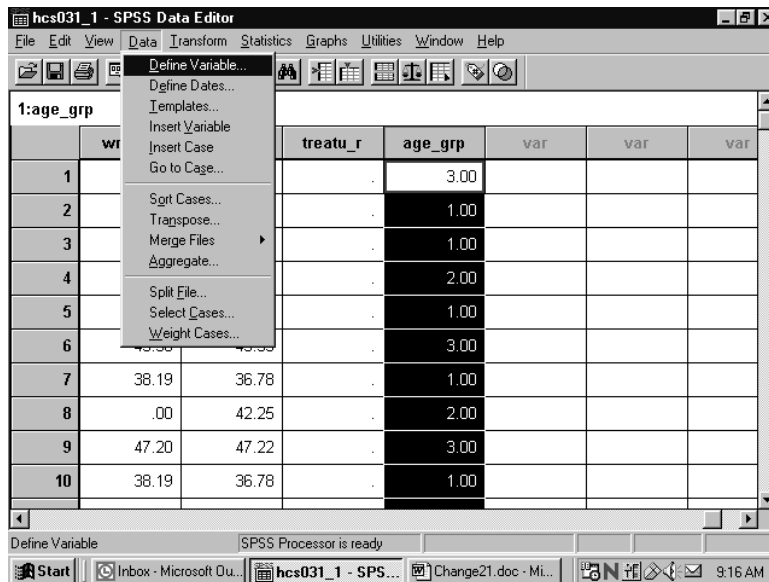 hcs031_1 - SPSS Data Editor
File Edit View Data Transform Statistics Graphs Utilities Window Help
Define Variable...
Define Dates...
Templates...
Insert Variable
Insert Case
Go to Case...
Sort Cases...
Transpose...
Merge Files
Aggregate...
Split File...
Select Cases...
Weight Cases...
1:age_grp
wr treatu_r age_grp var var var
1 . 3.00
2 . 1.00
3 . 1.00
4 . 2.00
5 . 1.00
6 . 3.00
7 38.19 36.78 . 1.00
8 .00 42.25 . 2.00
9 47.20 47.22 . 3.00
10 38.19 36.78 . 1.00
Define Variable SPSS Processor is ready
Start Inbox - Microsoft Ou... hcs031_1 - SPS... Change21.doc - Mi... 9:16 AM